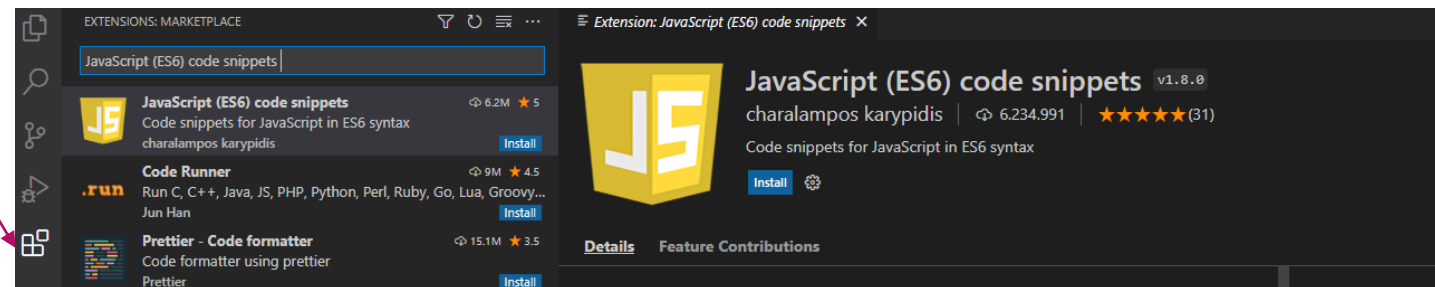 EXTENSIONS: MARKETPLACE
JavaScript (ES6) code snippets
JS
JavaScript (ES6) code snippets 6.2M ★ 5
Code snippets for JavaScript in ES6 syntax
charalampos karypidis Install
.run
Code Runner 9M ★ 4.5
Run C, C++, Java, JS, PHP, Python, Perl, Ruby, Go, Lua, Groovy...
Jun Han Install
Prettier - Code formatter 15.1M ★ 3.5
Code formatter using prettier
Prettier Install
Extension: JavaScript (ES6) code snippets
JS
JavaScript (ES6) code snippets v1.8.0
charalampos karypidis | 6.234.991 | ★★★★★(31)
Code snippets for JavaScript in ES6 syntax
Install
Details Feature Contributions